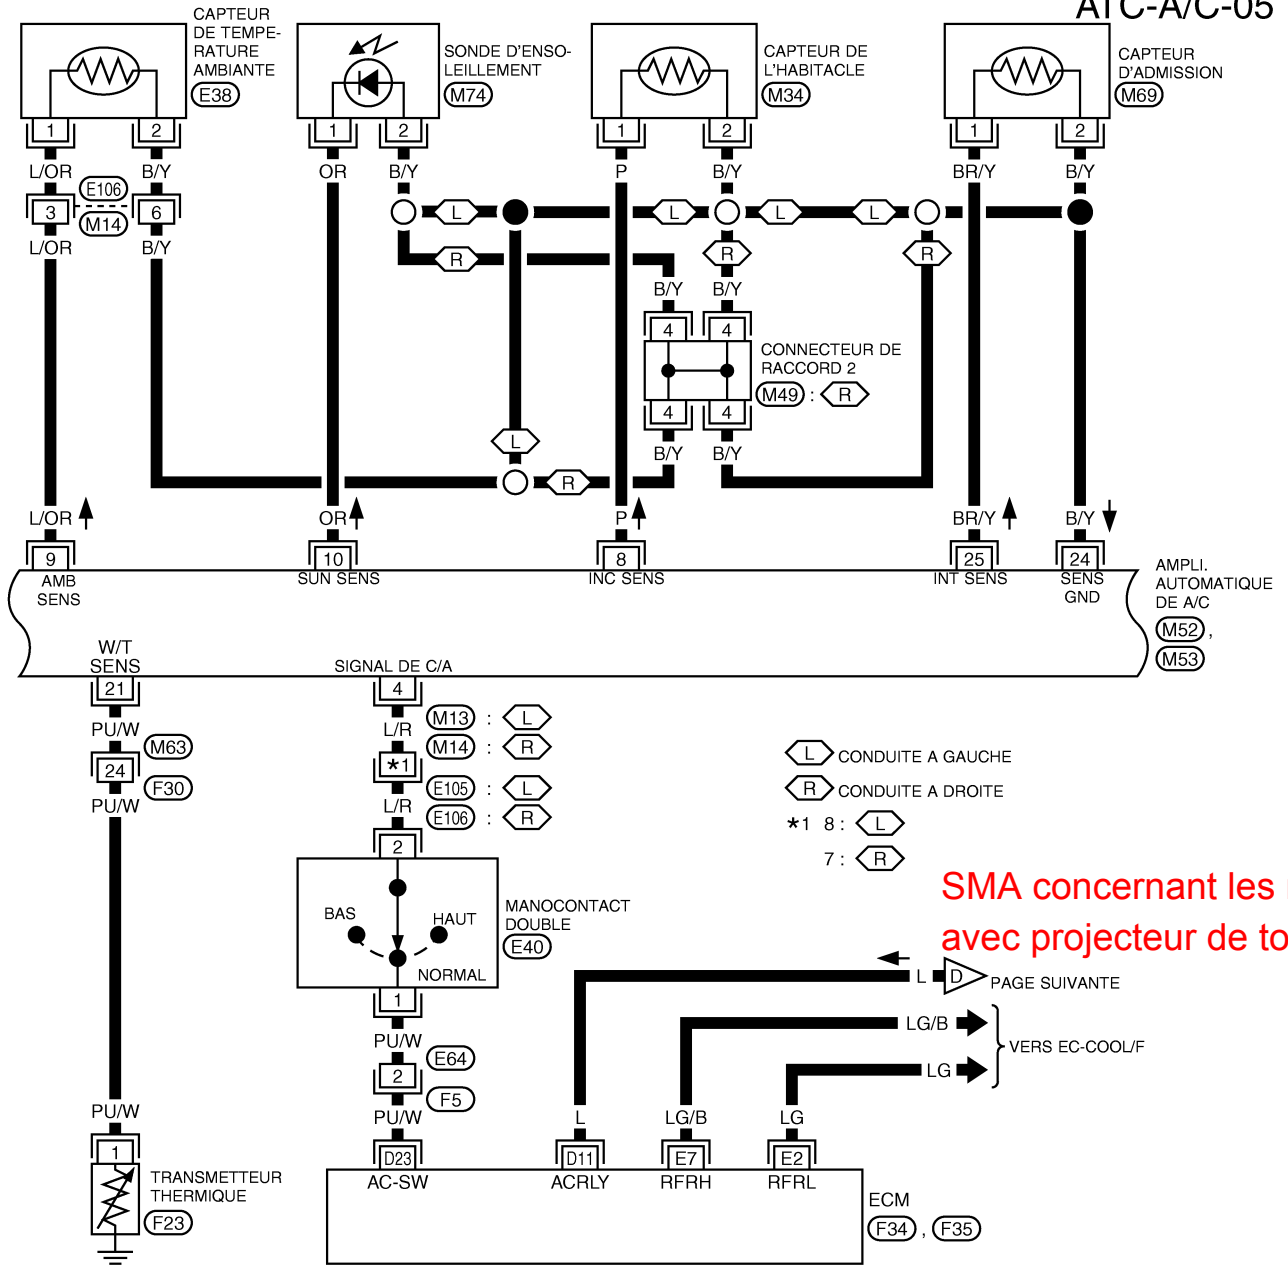 ATC-A/C-05
CAPTEUR
DE TEMPE-
RATURE
AMBIANTE
E38
SONDE D'ENSO-
LEILLEMENT
M74
CAPTEUR DE
L'HABITACLE
M34
CAPTEUR
D'ADMISSION
M69
1 2 1 2 1 2 1 2
L/OR B/Y OR B/Y P B/Y BR/Y B/Y
E106
3 6
M14
L L L L
L/OR B/Y
R R R
B/Y B/Y
4 4
CONNECTEUR DE
RACCORD 2
M49 : R
4 4
L
B/Y B/Y
R
L/OR OR P BR/Y B/Y
9 10 8 25 24
AMB
SENS
SUN SENS
INC SENS
INT SENS
SENS
GND
AMPLI.
AUTOMATIQUE
DE A/C
M52 ,
M53
W/T
SENS
SIGNAL DE C/A
21 4
PU/W
M63
24
F30
PU/W
L/R
M13 : L
M14 : R
*1
E105 : L
L/R
E106 : R
2
L CONDUITE A GAUCHE
R CONDUITE A DROITE
*1 8 : L
7 : R
SMA concernant les
avec projecteur de to
BAS
HAUT
NORMAL
MANOCONTACT
DOUBLE
E40
1
PU/W
E64
2
F5
PU/W
L D PAGE SUIVANTE
LG/B
LG
VERS EC-COOL/F
PU/W
1
TRANSMETTEUR
THERMIQUE
F23
L LG/B LG
D23 D11 E7 E2
AC-SW ACRLY RFRH RFRL
ECM
F34 , F35